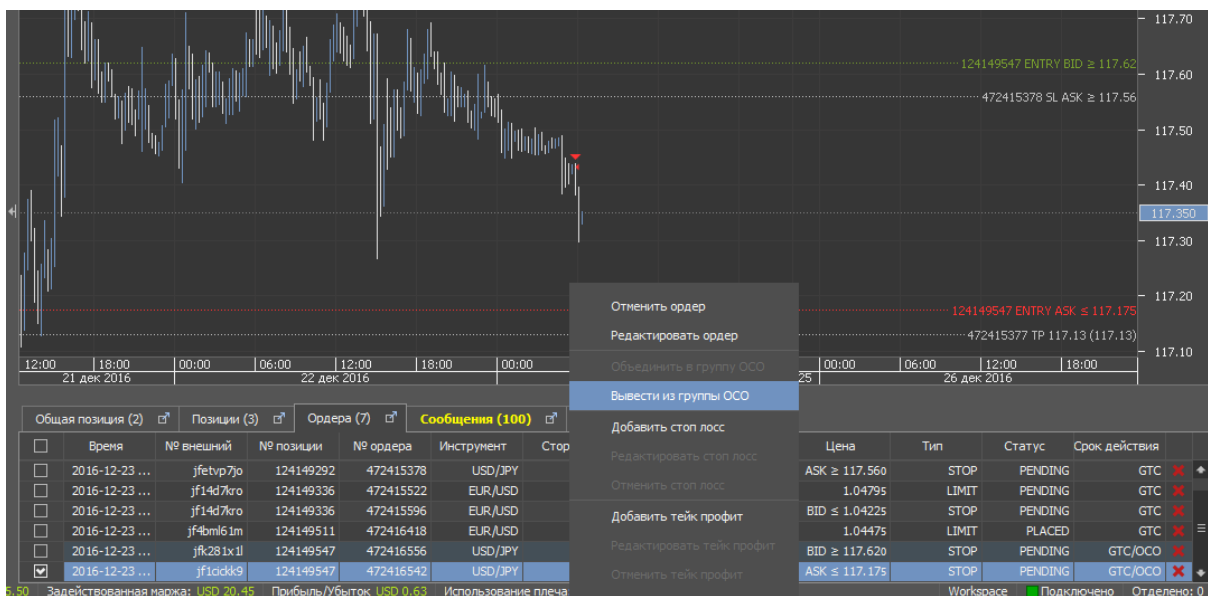 117.70
124149547 ENTRY BID ≥ 117.62
117.60
472415378 SL ASK ≥ 117.56
117.50
117.40
117.350
117.30
117.20
124149547 ENTRY ASK ≤ 117.175
472415377 TP 117.13 (117.13)
117.10
12:00 18:00 00:00 06:00 12:00 18:00 00:00 00:00 06:00 12:00 18:00
21 дек 2016 22 дек 2016 25 26 дек 2016
Отменить ордер
Редактировать ордер
Объединить в группу ОСО
Вывести из группы ОСО
Добавить стоп лосс
Редактировать стоп лосс
Отменить стоп лосс
Добавить тейк профит
Редактировать тейк профит
Отменить тейк профит
Общая позиция (2) Позиции (3) Ордера (7) Сообщения (100)
Время № внешний № позиции № ордера Инструмент Стор Цена Тип Статус Срок действия
2016-12-23 ... jfetvp7jo 124149292 472415378 USD/JPY ASK ≥ 117.560 STOP PENDING GTC
2016-12-23 ... jf14d7kro 124149336 472415522 EUR/USD 1.04795 LIMIT PENDING GTC
2016-12-23 ... jf14d7kro 124149336 472415596 EUR/USD BID ≤ 1.04225 STOP PENDING GTC
2016-12-23 ... jf4bml61m 124149511 472416418 EUR/USD 1.04475 LIMIT PLACED GTC
2016-12-23 ... jfk281x1l 124149547 472416556 USD/JPY BID ≥ 117.620 STOP PENDING GTC/OCO
2016-12-23 ... jf1cickk9 124149547 472416542 USD/JPY ASK ≤ 117.175 STOP PENDING GTC/OCO
5.50 Задействованная маржа: USD 20.45 Прибыль/Убыток USD 0.63 Использование плеча Workspace Подключено Отделено: 0